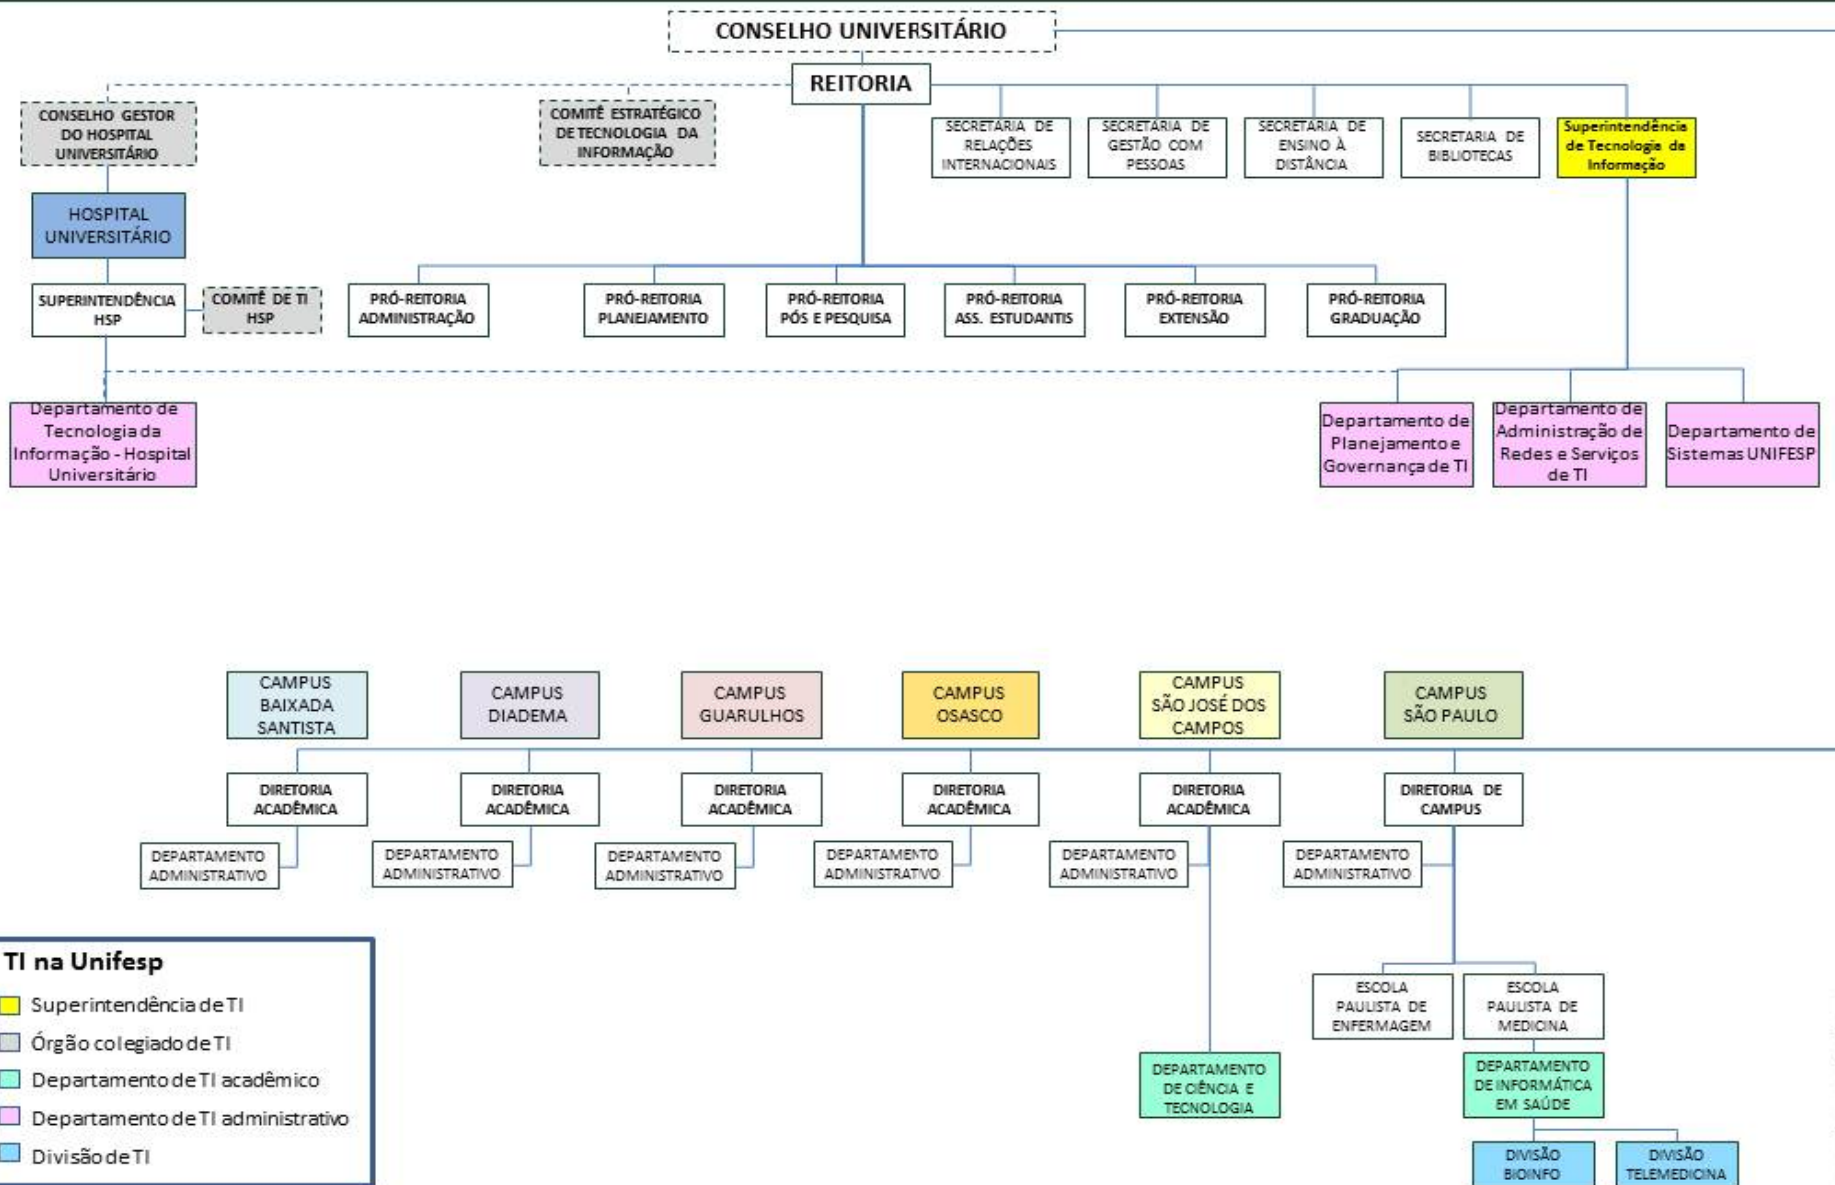 CONSELHO UNIVERSITÁRIO
REITORIA
CONSELHO GESTOR
DO HOSPITAL
UNIVERSITÁRIO
COMITÊ ESTRATÉGICO
DE TECNOLOGIA DA
INFORMAÇÃO
SECRETARIA DE
RELAÇÕES
INTERNACIONAIS
SECRETARIA DE
GESTÃO COM
PESSOAS
SECRETARIA DE
ENSINO À
DISTÂNCIA
SECRETARIA DE
BIBLIOTECAS
Superintendência
de Tecnologia da
Informação
HOSPITAL
UNIVERSITÁRIO
SUPERINTENDÊNCIA
HSP
COMITÊ DE TI
HSP
PRÓ-REITORIA
ADMINISTRAÇÃO
PRÓ-REITORIA
PLANEJAMENTO
PRÓ-REITORIA
PÓS E PESQUISA
PRÓ-REITORIA
ASS. ESTUDANTIS
PRÓ-REITORIA
EXTENSÃO
PRÓ-REITORIA
GRADUAÇÃO
Departamento de
Tecnologia da
Informação - Hospital
Universitário
Departamento de
Planejamento e
Governança de TI
Departamento de
Administração de
Redes e Serviços
de TI
Departamento de
Sistemas UNIFESP
CAMPUS
BAIXADA
SANTISTA
CAMPUS
DIADEMA
CAMPUS
GUARULHOS
CAMPUS
OSASCO
CAMPUS
SÃO JOSÉ DOS
CAMPOS
CAMPUS
SÃO PAULO
DIRETORIA
ACADÊMICA
DIRETORIA
ACADÊMICA
DIRETORIA
ACADÊMICA
DIRETORIA
ACADÊMICA
DIRETORIA
ACADÊMICA
DIRETORIA DE
CAMPUS
DEPARTAMENTO
ADMINISTRATIVO
DEPARTAMENTO
ADMINISTRATIVO
DEPARTAMENTO
ADMINISTRATIVO
DEPARTAMENTO
ADMINISTRATIVO
DEPARTAMENTO
ADMINISTRATIVO
DEPARTAMENTO
ADMINISTRATIVO
ESCOLA
PAULISTA DE
ENFERMAGEM
ESCOLA
PAULISTA DE
MEDICINA
DEPARTAMENTO
DE CIÊNCIA E
TECNOLOGIA
DEPARTAMENTO
DE INFORMÁTICA
EM SAÚDE
DIVISÃO
BIOINFO
DIVISÃO
TELEMEDICINA
TI na Unifesp
Superintendência de TI
Órgão colegiado de TI
Departamento de TI acadêmico
Departamento de TI administrativo
Divisão de TI